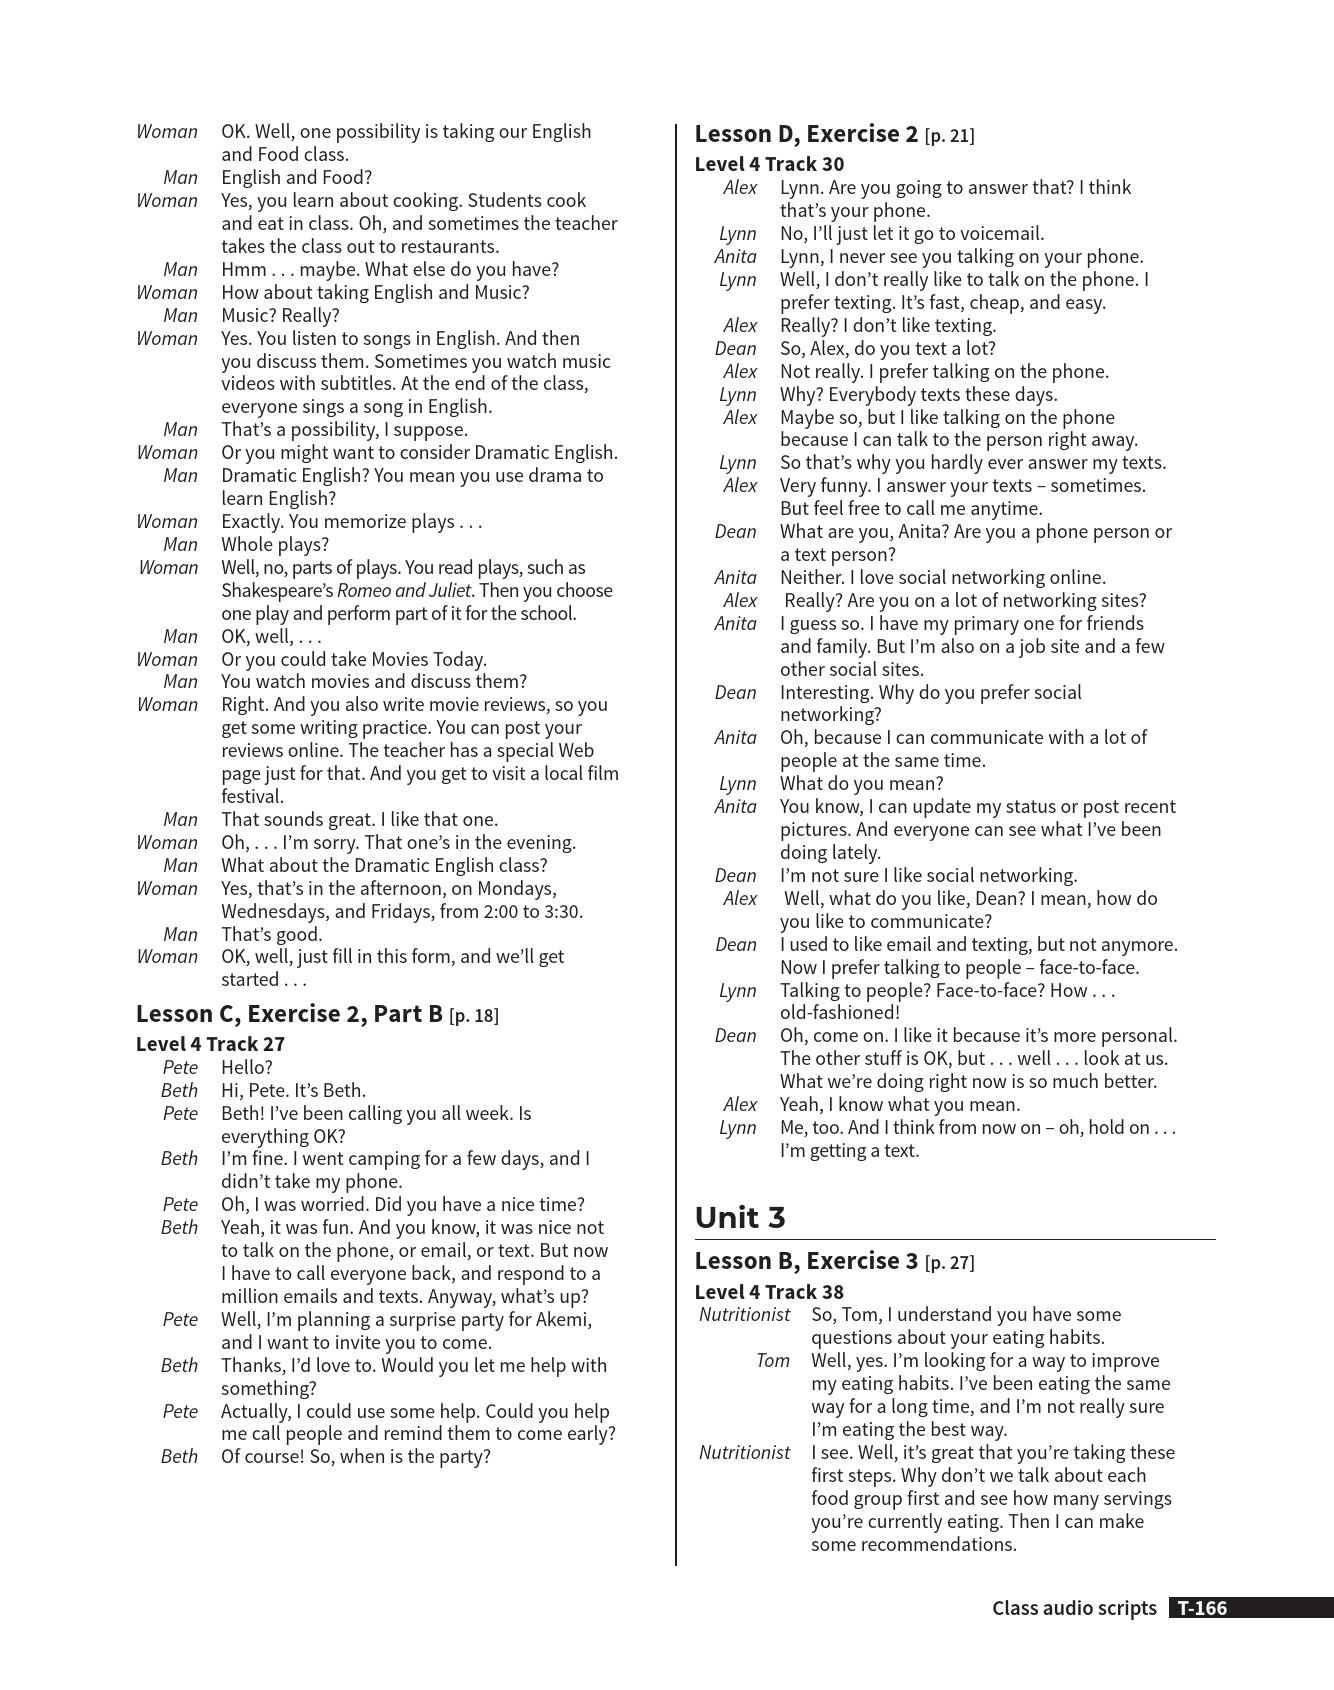 Woman OK. Well, one possibility is taking our English
and Food class.
Man English and Food?
Woman Yes, you learn about cooking. Students cook
and eat in class. Oh, and sometimes the teacher
takes the class out to restaurants.
Man Hmm . . . maybe. What else do you have?
Woman How about taking English and Music?
Man Music? Really?
Woman Yes. You listen to songs in English. And then
you discuss them. Sometimes you watch music
videos with subtitles. At the end of the class,
everyone sings a song in English.
Man That’s a possibility, I suppose.
Woman Or you might want to consider Dramatic English.
Man Dramatic English? You mean you use drama to
learn English?
Woman Exactly. You memorize plays . . .
Man Whole plays?
Woman Well, no, parts of plays. You read plays, such as
Shakespeare’s Romeo and Juliet. Then you choose
one play and perform part of it for the school.
Man OK, well, . . .
Woman Or you could take Movies Today.
Man You watch movies and discuss them?
Woman Right. And you also write movie reviews, so you
get some writing practice. You can post your
reviews online. The teacher has a special Web
page just for that. And you get to visit a local film
festival.
Man That sounds great. I like that one.
Woman Oh, . . . I’m sorry. That one’s in the evening.
Man What about the Dramatic English class?
Woman Yes, that’s in the afternoon, on Mondays,
Wednesdays, and Fridays, from 2:00 to 3:30.
Man That’s good.
Woman OK, well, just fill in this form, and we’ll get
started . . .
Lesson C, Exercise 2, Part B [p. 18]
Level 4 Track 27
Pete Hello?
Beth Hi, Pete. It’s Beth.
Pete Beth! I’ve been calling you all week. Is
everything OK?
Beth I’m fine. I went camping for a few days, and I
didn’t take my phone.
Pete Oh, I was worried. Did you have a nice time?
Beth Yeah, it was fun. And you know, it was nice not
to talk on the phone, or email, or text. But now
I have to call everyone back, and respond to a
million emails and texts. Anyway, what’s up?
Pete Well, I’m planning a surprise party for Akemi,
and I want to invite you to come.
Beth Thanks, I’d love to. Would you let me help with
something?
Pete Actually, I could use some help. Could you help
me call people and remind them to come early?
Beth Of course! So, when is the party?
Lesson D, Exercise 2 [p. 21]
Level 4 Track 30
Alex Lynn. Are you going to answer that? I think
that’s your phone.
Lynn No, I’ll just let it go to voicemail.
Anita Lynn, I never see you talking on your phone.
Lynn Well, I don’t really like to talk on the phone. I
prefer texting. It’s fast, cheap, and easy.
Alex Really? I don’t like texting.
Dean So, Alex, do you text a lot?
Alex Not really. I prefer talking on the phone.
Lynn Why? Everybody texts these days.
Alex Maybe so, but I like talking on the phone
because I can talk to the person right away.
Lynn So that’s why you hardly ever answer my texts.
Alex Very funny. I answer your texts – sometimes.
But feel free to call me anytime.
Dean What are you, Anita? Are you a phone person or
a text person?
Anita Neither. I love social networking online.
Alex Really? Are you on a lot of networking sites?
Anita I guess so. I have my primary one for friends
and family. But I’m also on a job site and a few
other social sites.
Dean Interesting. Why do you prefer social
networking?
Anita Oh, because I can communicate with a lot of
people at the same time.
Lynn What do you mean?
Anita You know, I can update my status or post recent
pictures. And everyone can see what I’ve been
doing lately.
Dean I’m not sure I like social networking.
Alex Well, what do you like, Dean? I mean, how do
you like to communicate?
Dean I used to like email and texting, but not anymore.
Now I prefer talking to people – face-to-face.
Lynn Talking to people? Face-to-face? How . . .
old-fashioned!
Dean Oh, come on. I like it because it’s more personal.
The other stuff is OK, but . . . well . . . look at us.
What we’re doing right now is so much better.
Alex Yeah, I know what you mean.
Lynn Me, too. And I think from now on – oh, hold on . . .
I’m getting a text.
Unit 3
Lesson B, Exercise 3 [p. 27]
Level 4 Track 38
Nutritionist So, Tom, I understand you have some
questions about your eating habits.
Tom Well, yes. I’m looking for a way to improve
my eating habits. I’ve been eating the same
way for a long time, and I’m not really sure
I’m eating the best way.
Nutritionist I see. Well, it’s great that you’re taking these
first steps. Why don’t we talk about each
food group first and see how many servings
you’re currently eating. Then I can make
some recommendations.
Class audio scripts T-166